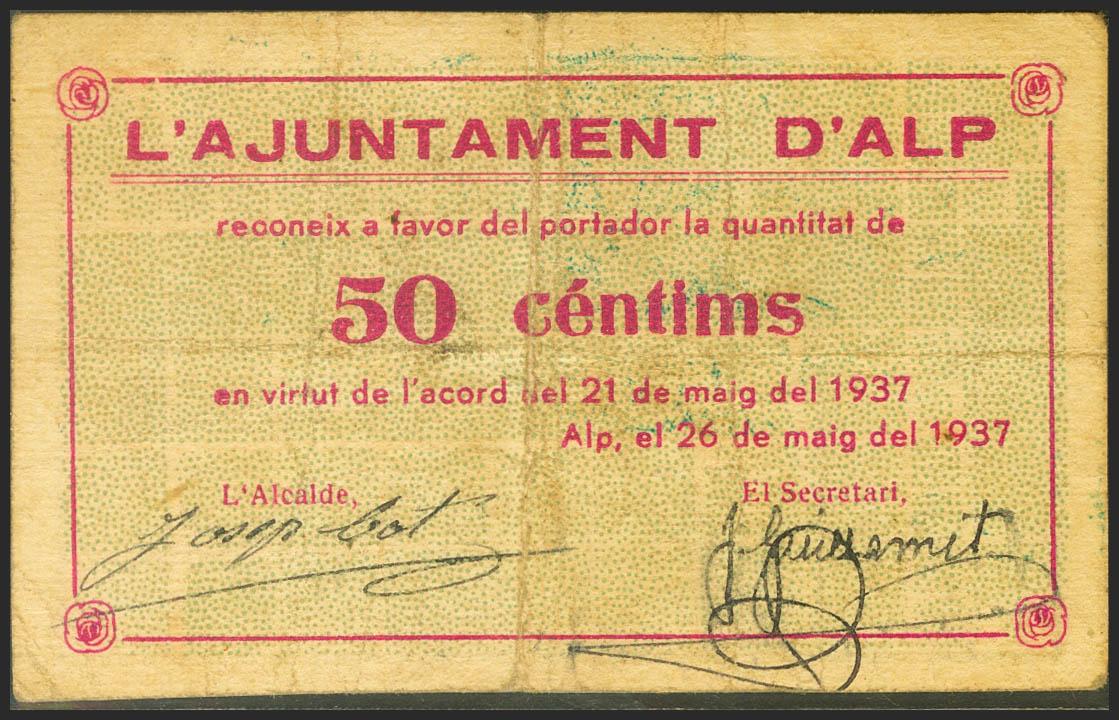 L'AJUNTAMENT D'ALP
reconeix a favor del portador la quantitat de
50 céntims
en virtut de l'acord del 21 de maig del 1937
Alp, el 26 de maig del 1937
L'Alcalde, El Secretari,
Josep